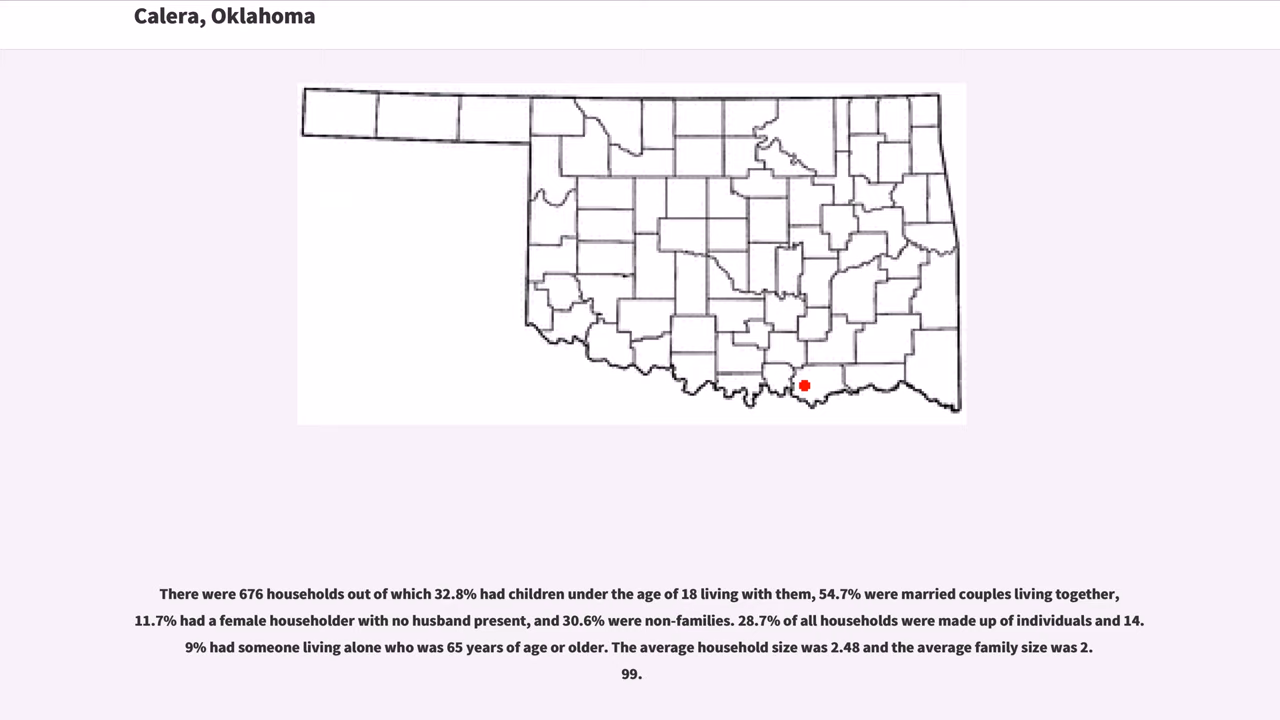 Calera, Oklahoma
There were 676 households out of which 32.8% had children under the age of 18 living with them, 54.7% were married couples living together,
11.7% had a female householder with no husband present, and 30.6% were non-families. 28.7% of all households were made up of individuals and 14.
9% had someone living alone who was 65 years of age or older. The average household size was 2.48 and the average family size was 2.
99.